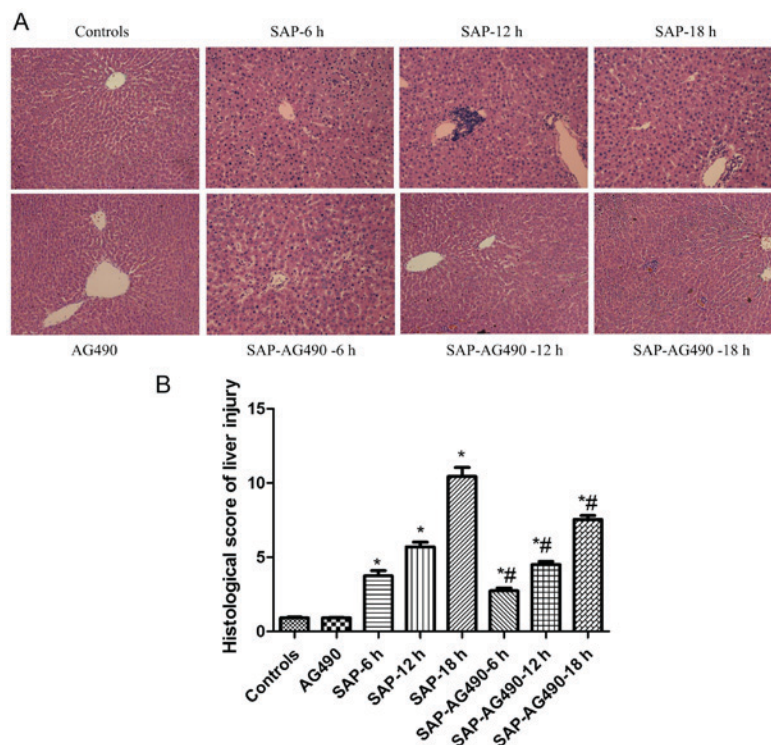 A
Controls SAP-6 h SAP-12 h SAP-18 h
AG490 SAP-AG490 -6 h SAP-AG490 -12 h SAP-AG490 -18 h
B
Histological score of liver injury
15
10
5
0
* * * *# *# *#
Controls AG490 SAP-6 h SAP-12 h SAP-18 h SAP-AG490-6 h SAP-AG490-12 h SAP-AG490-18 h